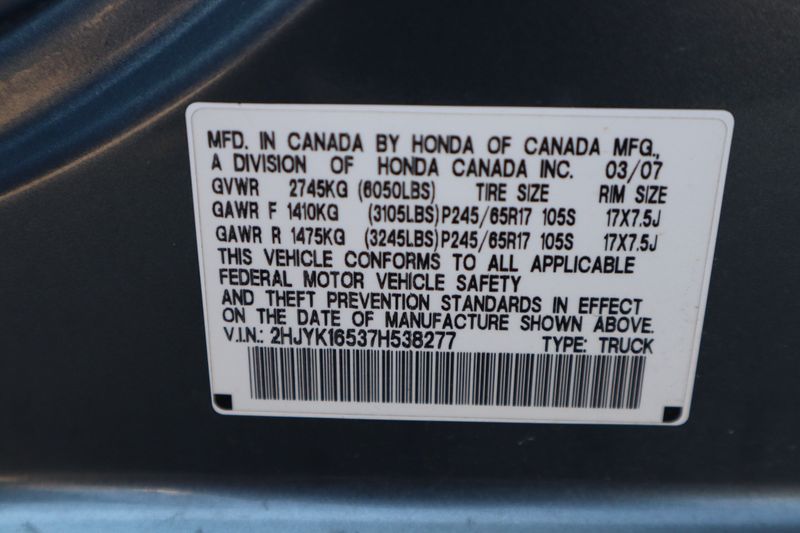 MFD. IN CANADA BY HONDA OF CANADA MFG.,
A DIVISION OF HONDA CANADA INC. 03/07
GVWR 2745KG (6050LBS) TIRE SIZE RIM SIZE
GAWR F 1410KG (3105LBS) P245/65R17 105S 17X7.5J
GAWR R 1475KG (3245LBS) P245/65R17 105S 17X7.5J
THIS VEHICLE CONFORMS TO ALL APPLICABLE
FEDERAL MOTOR VEHICLE SAFETY
AND THEFT PREVENTION STANDARDS IN EFFECT
ON THE DATE OF MANUFACTURE SHOWN ABOVE.
V.I.N.: 2HJYK16537H538277 TYPE: TRUCK